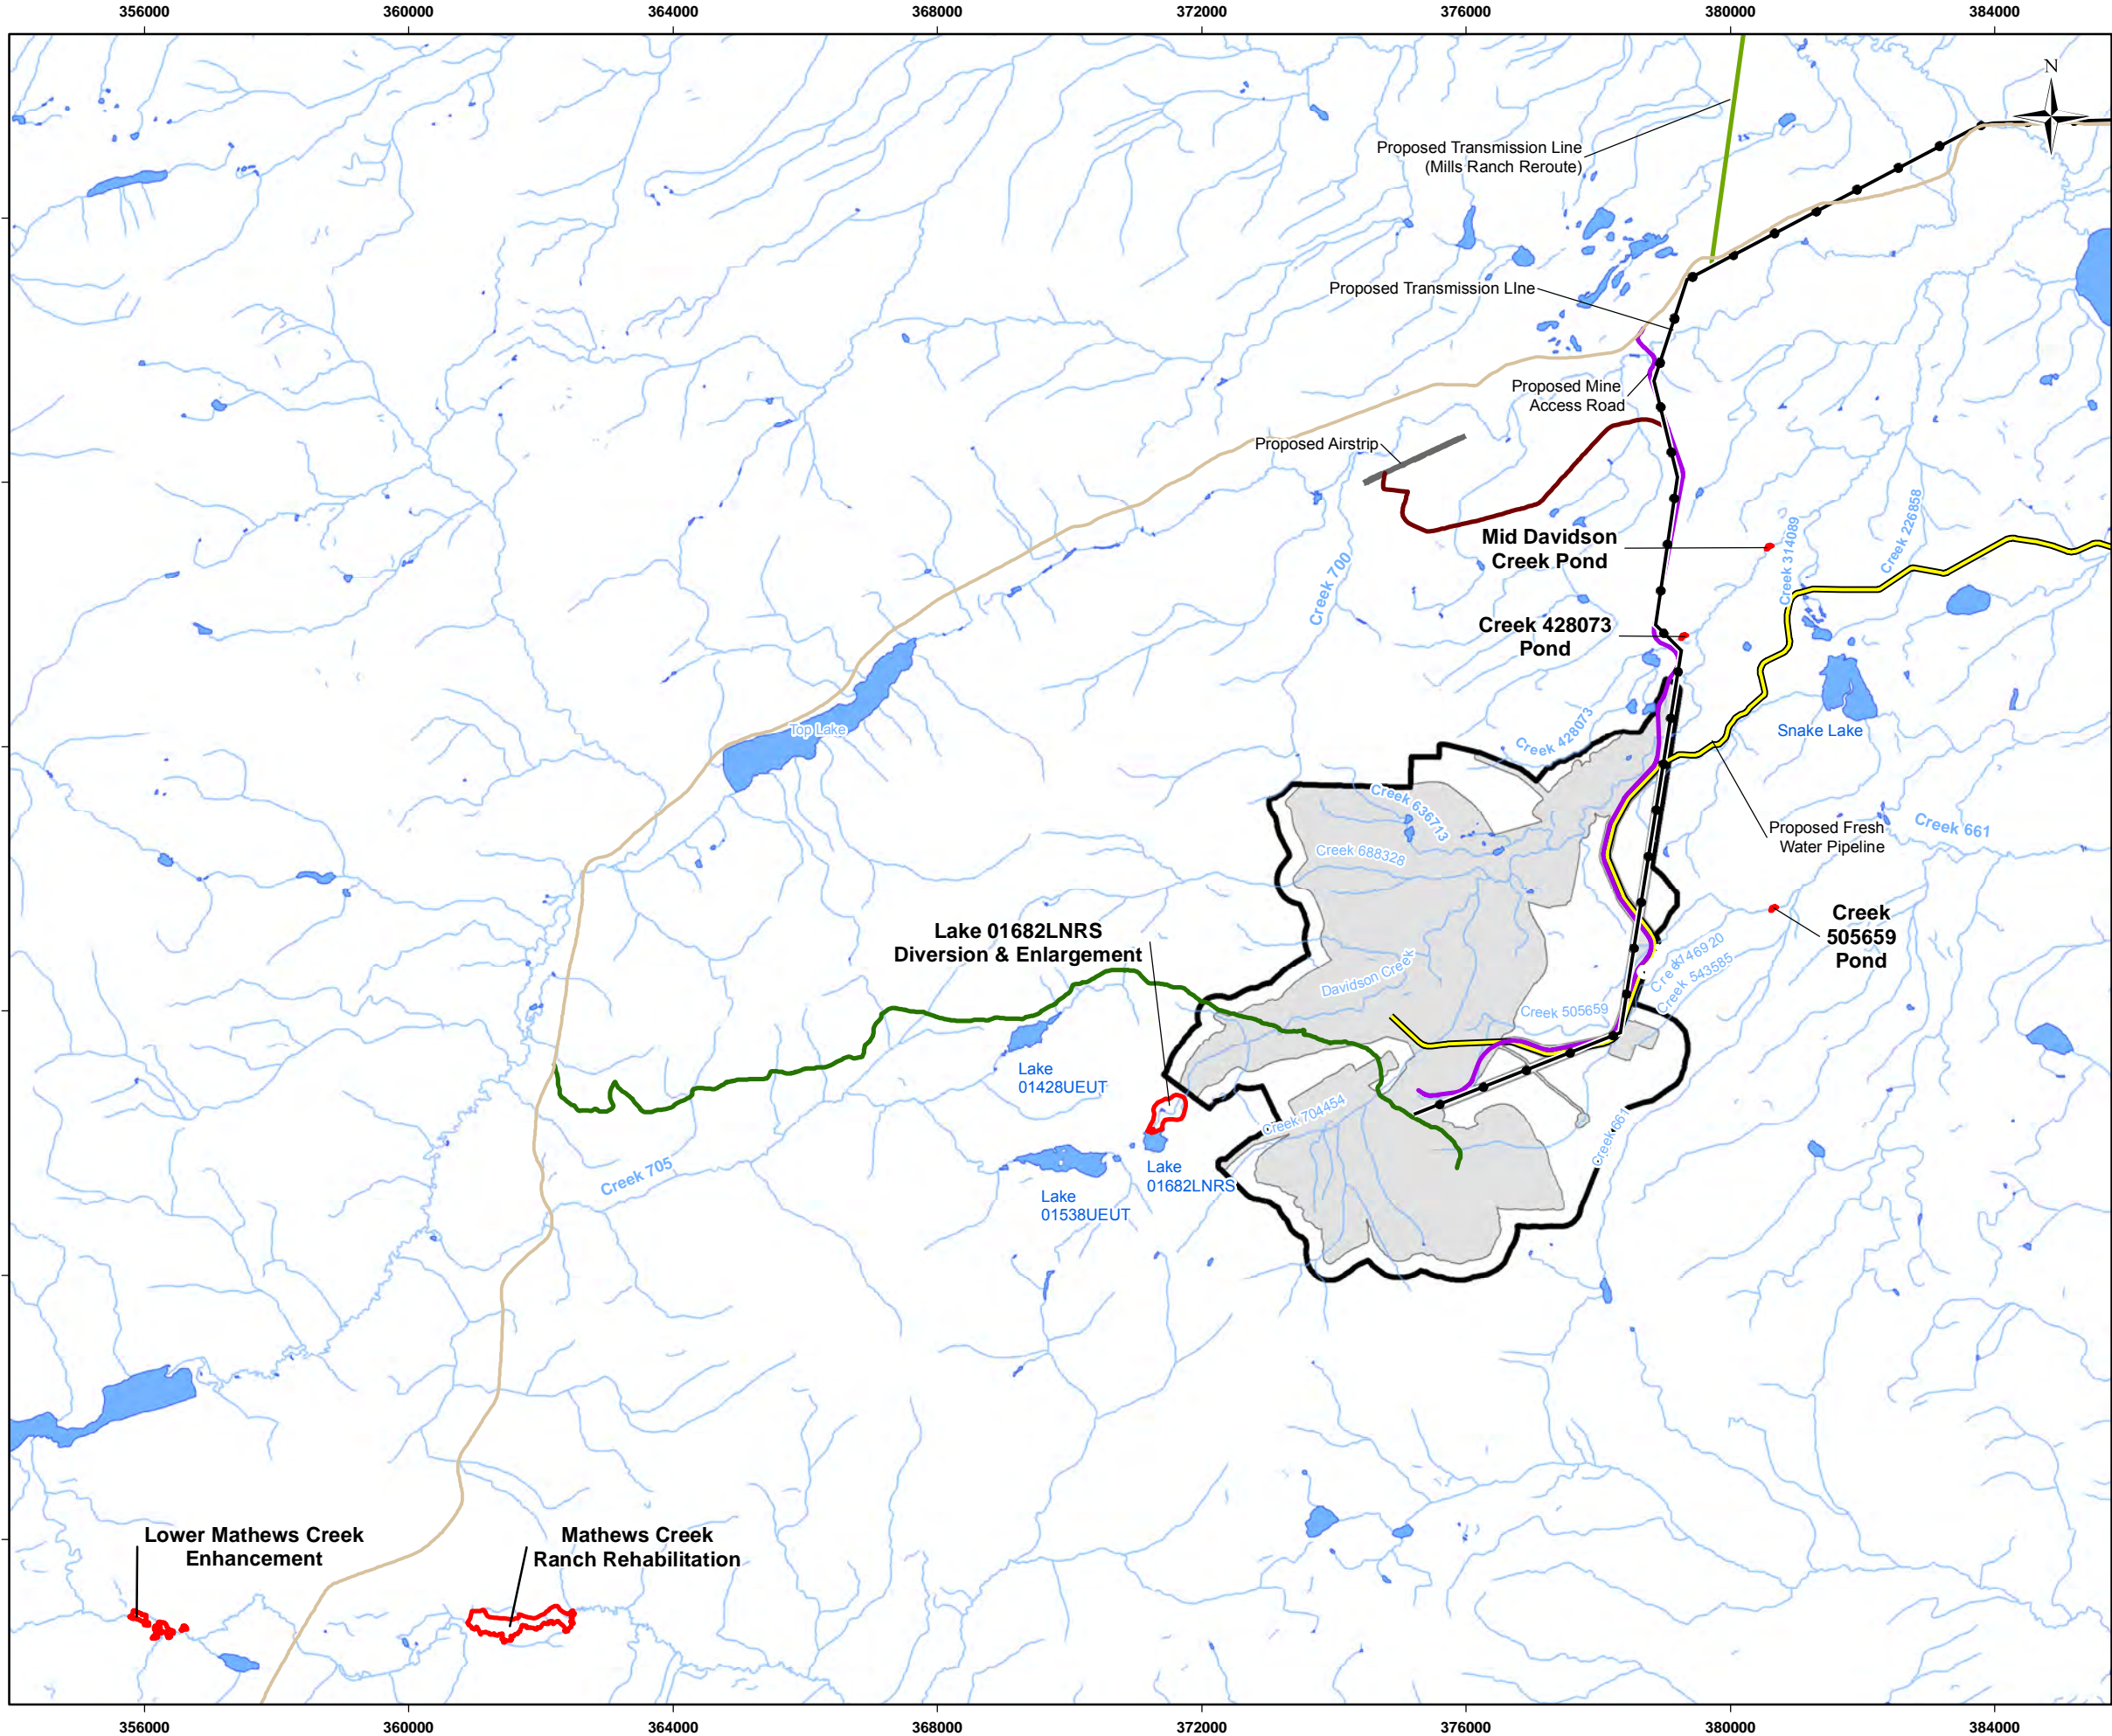 356000
360000
364000
368000
372000
376000
380000
384000
N
Proposed Transmission Line
(Mills Ranch Reroute)
Proposed Transmission LIne
Proposed Mine
Access Road
Proposed Airstrip
Mid Davidson
Creek Pond
Creek 314089
Creek 226858
Creek 700
Creek 428073
Pond
Top Lake
Creek 428073
Snake Lake
Creek 636713
Proposed Fresh
Water Pipeline
Creek 661
Creek 688328
Lake 01682LNRS
Diversion & Enlargement
Creek
505659
Pond
Creek 146920
Creek 543585
Davidson Creek
Creek 505659
Lake
01428UEUT
Creek 704454
Creek 661
Creek 705
Lake
01682LNRS
Lake
01538UEUT
Lower Mathews Creek
Enhancement
Mathews Creek
Ranch Rehabilitation
356000
360000
364000
368000
372000
376000
380000
384000